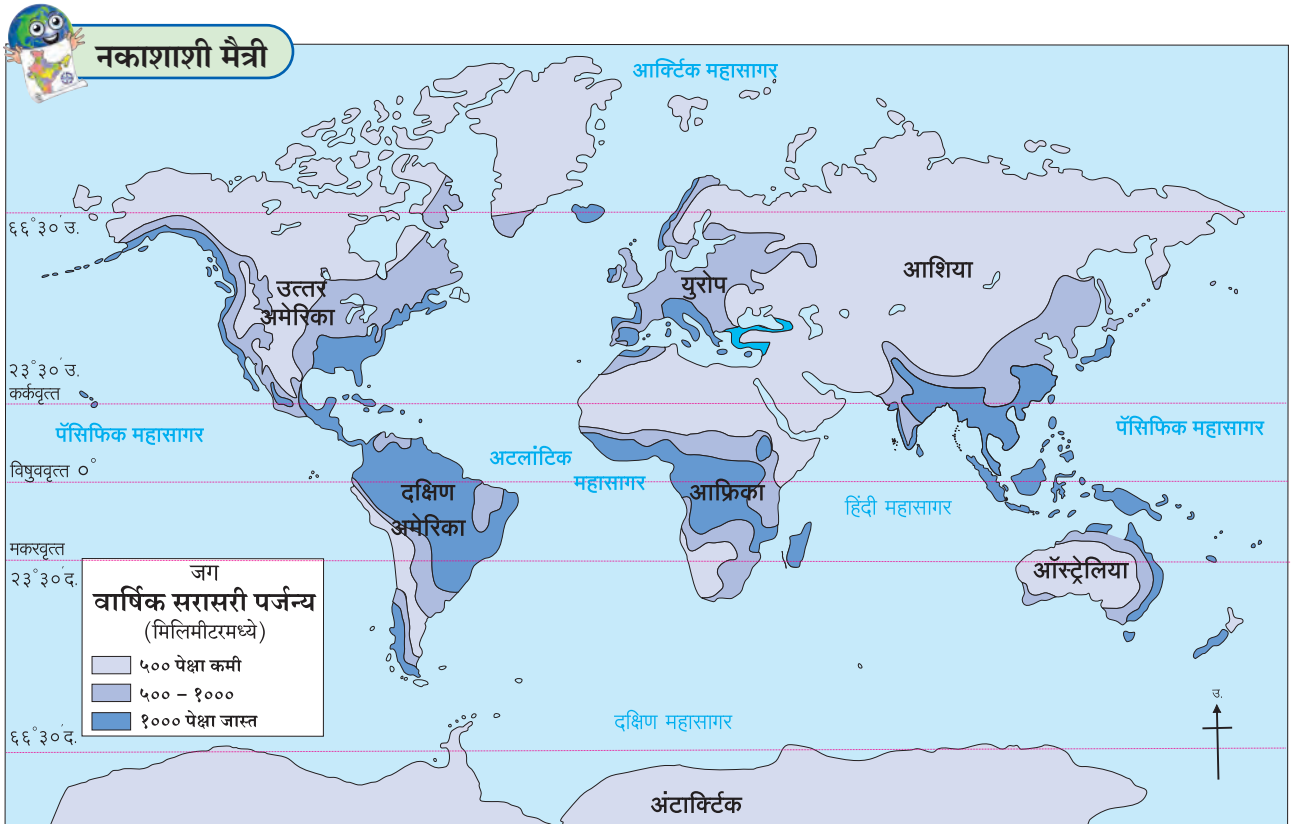 नकाशाशी मैत्री
आर्क्टिक महासागर
६६°३०' उ.
उत्तर
अमेरिका
युरोप
आशिया
२३°३०' उ.
कर्कवृत्त
पॅसिफिक महासागर
अटलांटिक
महासागर
पॅसिफिक महासागर
विषुववृत्त ०°
दक्षिण
अमेरिका
आफ्रिका
हिंदी महासागर
मकरवृत्त
२३°३०' द.
ऑस्ट्रेलिया
जग
वार्षिक सरासरी पर्जन्य
(मिलिमीटरमध्ये)
५०० पेक्षा कमी
५०० – १०००
१००० पेक्षा जास्त
उ.
दक्षिण महासागर
६६°३०' द.
अंटार्क्टिक